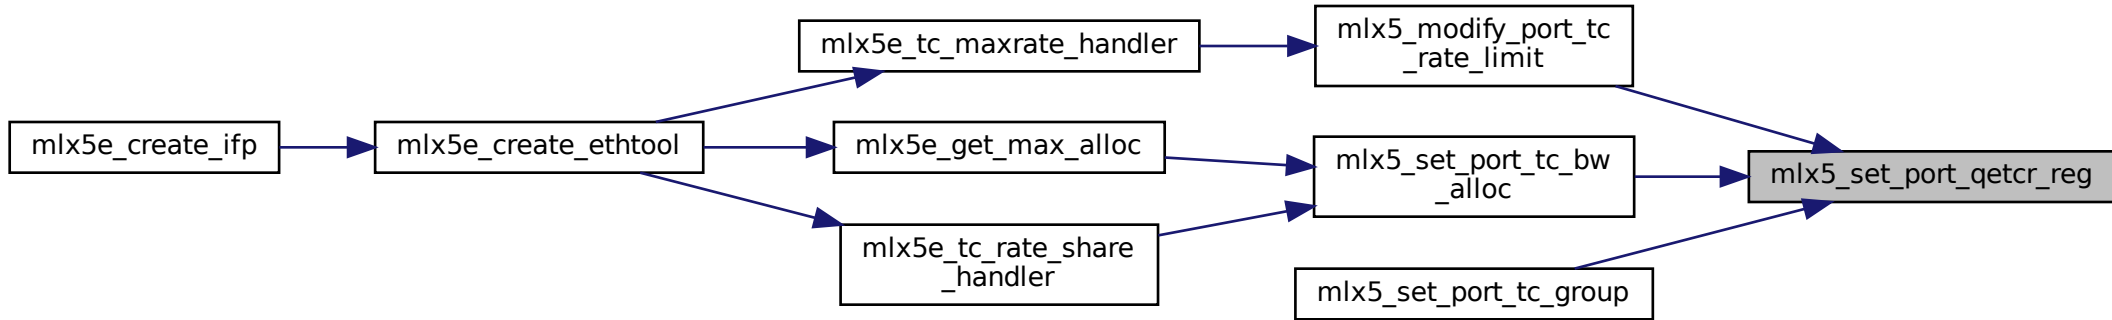 mlx5e_create_ifp
mlx5e_create_ethtool
mlx5e_tc_maxrate_handler
mlx5e_get_max_alloc
mlx5e_tc_rate_share
_handler
mlx5_modify_port_tc
_rate_limit
mlx5_set_port_tc_bw
_alloc
mlx5_set_port_tc_group
mlx5_set_port_qetcr_reg